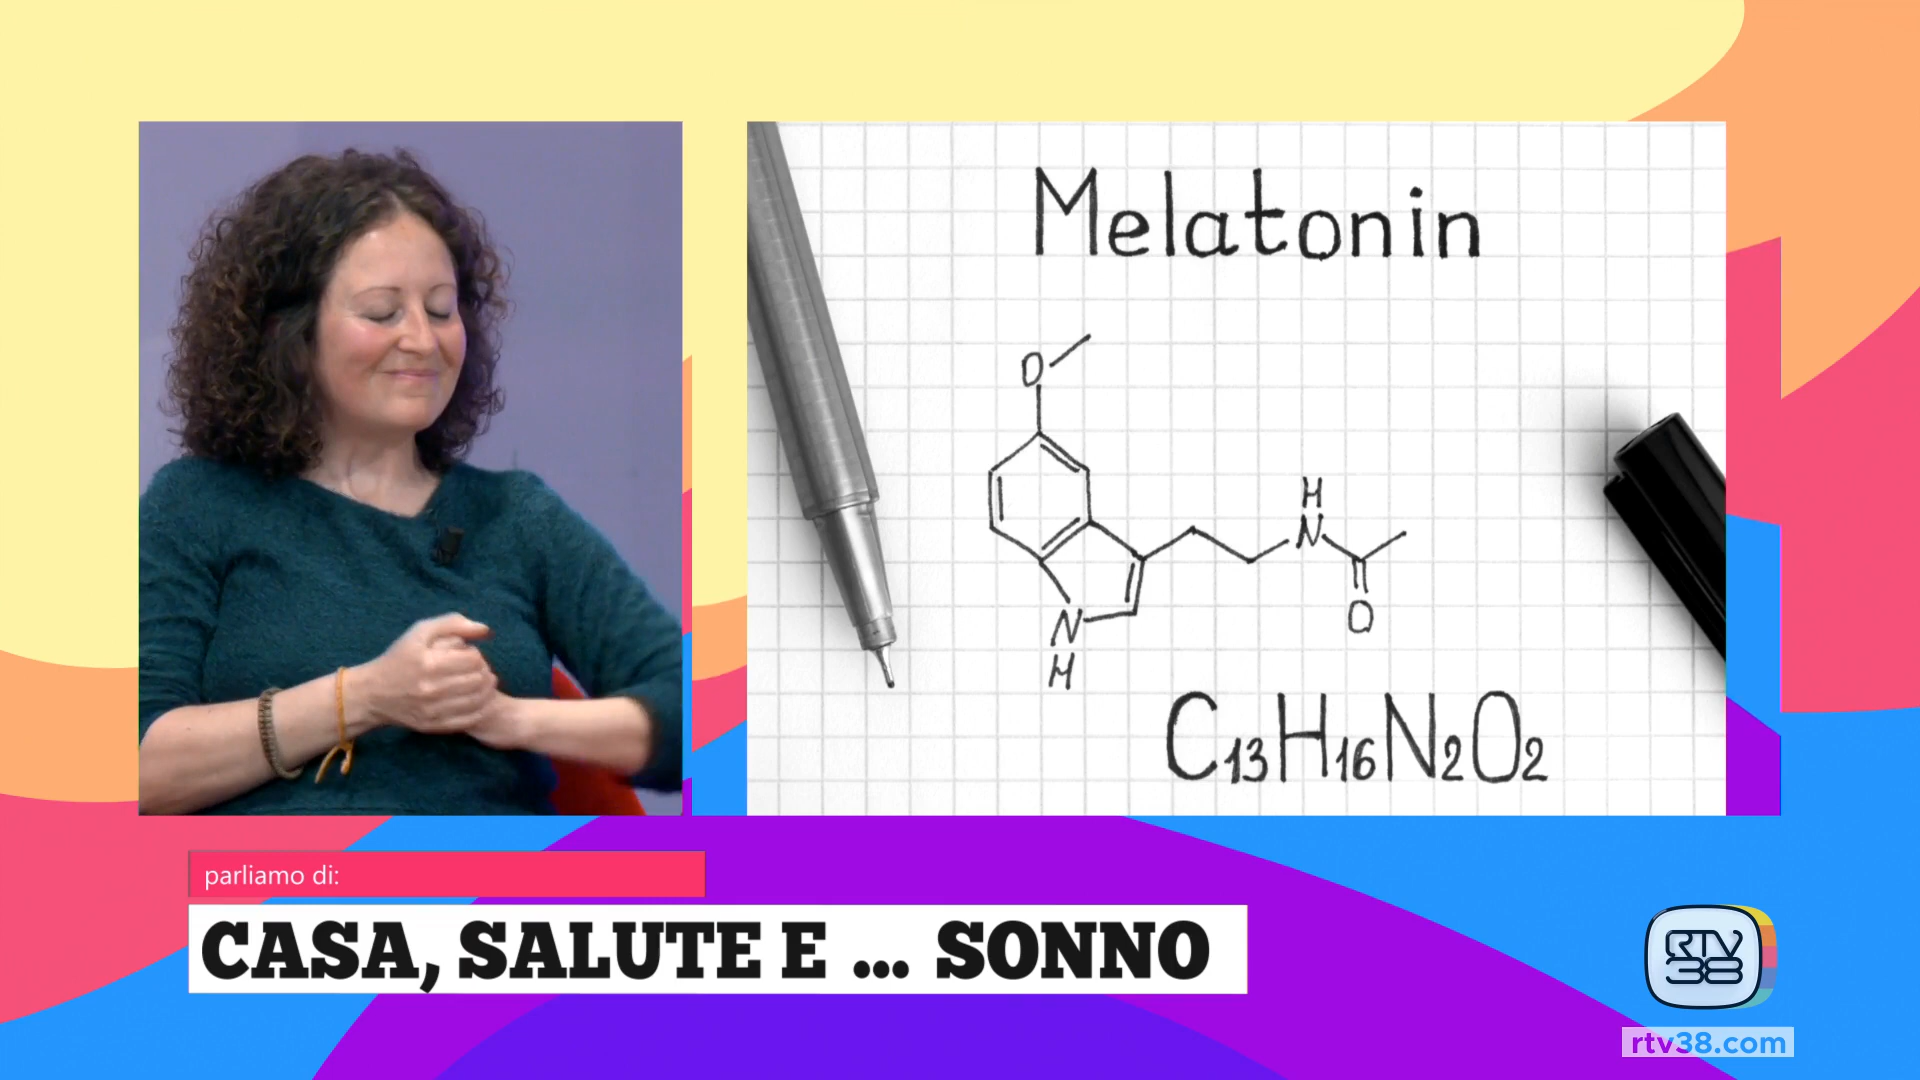 Melatonin
O
H
N
O
N
H
C₁₃H₁₆N₂O₂
parliamo di:
CASA, SALUTE E ... SONNO
RTV
38
rtv38.com